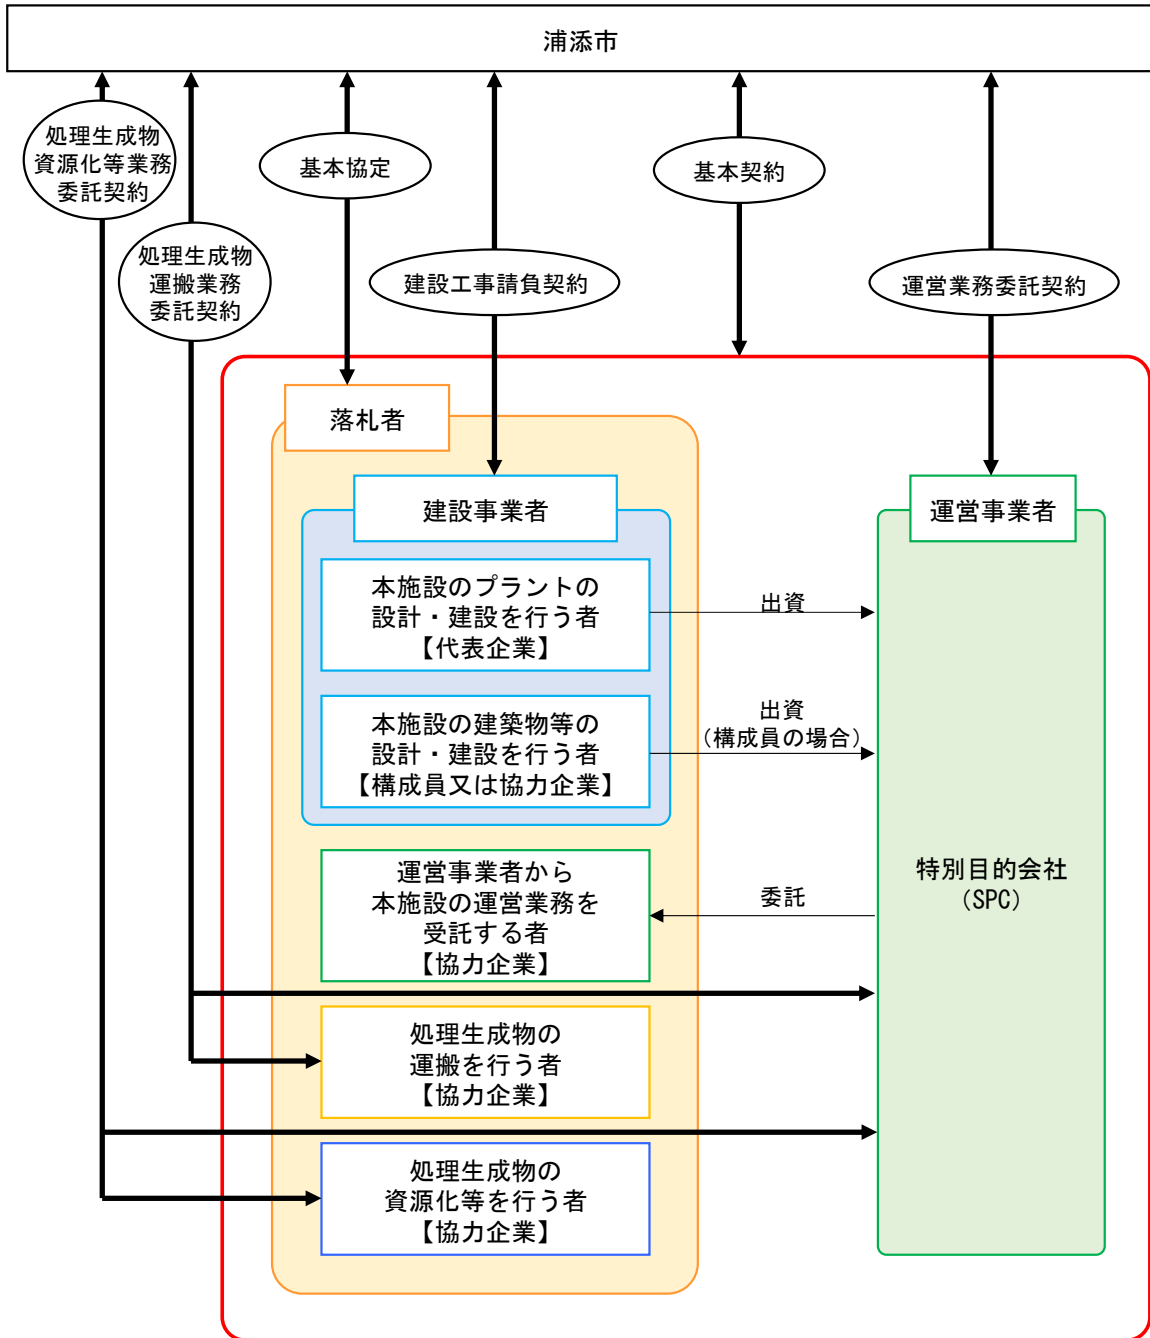 浦添市
処理生成物
資源化等業務
委託契約
処理生成物
運搬業務
委託契約
基本協定
建設工事請負契約
基本契約
運営業務委託契約
落札者
建設事業者
本施設のプラントの
設計・建設を行う者
【代表企業】
本施設の建築物等の
設計・建設を行う者
【構成員又は協力企業】
運営事業者から
本施設の運営業務を
受託する者
【協力企業】
処理生成物の
運搬を行う者
【協力企業】
処理生成物の
資源化等を行う者
【協力企業】
出資
出資
（構成員の場合）
委託
運営事業者
特別目的会社
（SPC）